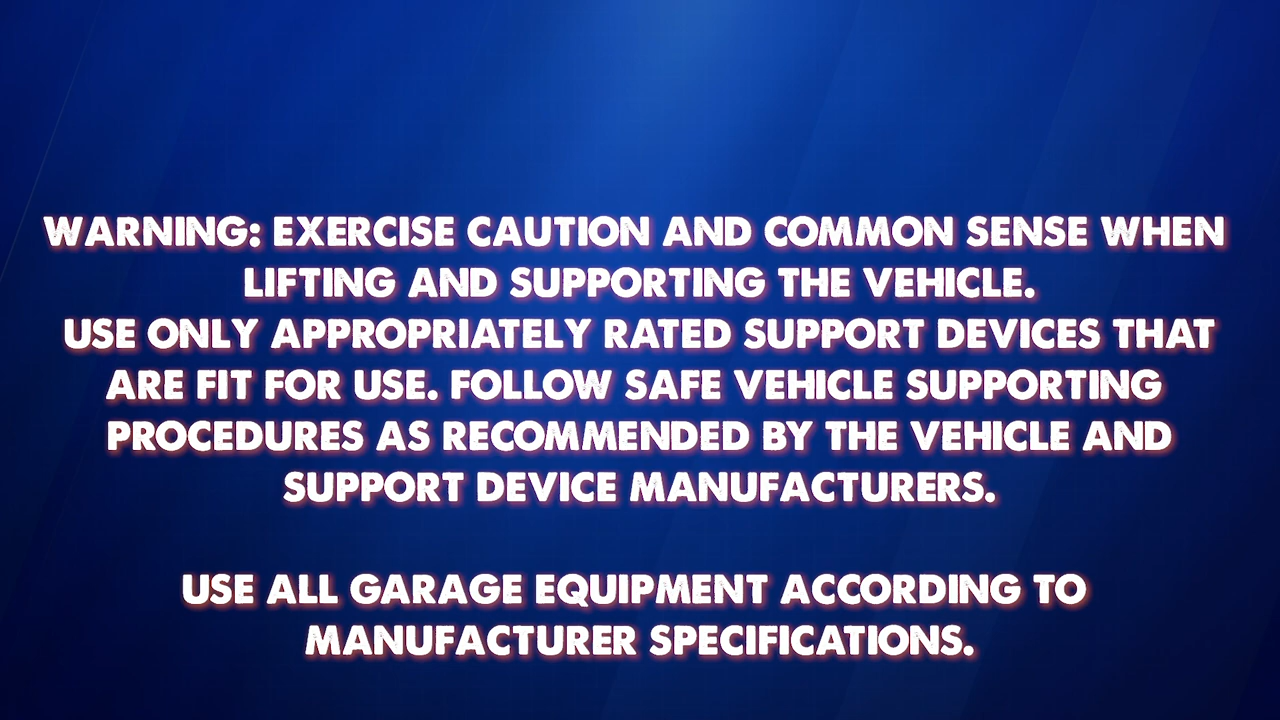 WARNING: EXERCISE CAUTION AND COMMON SENSE WHEN
LIFTING AND SUPPORTING THE VEHICLE.
USE ONLY APPROPRIATELY RATED SUPPORT DEVICES THAT
ARE FIT FOR USE. FOLLOW SAFE VEHICLE SUPPORTING
PROCEDURES AS RECOMMENDED BY THE VEHICLE AND
SUPPORT DEVICE MANUFACTURERS.
USE ALL GARAGE EQUIPMENT ACCORDING TO
MANUFACTURER SPECIFICATIONS.